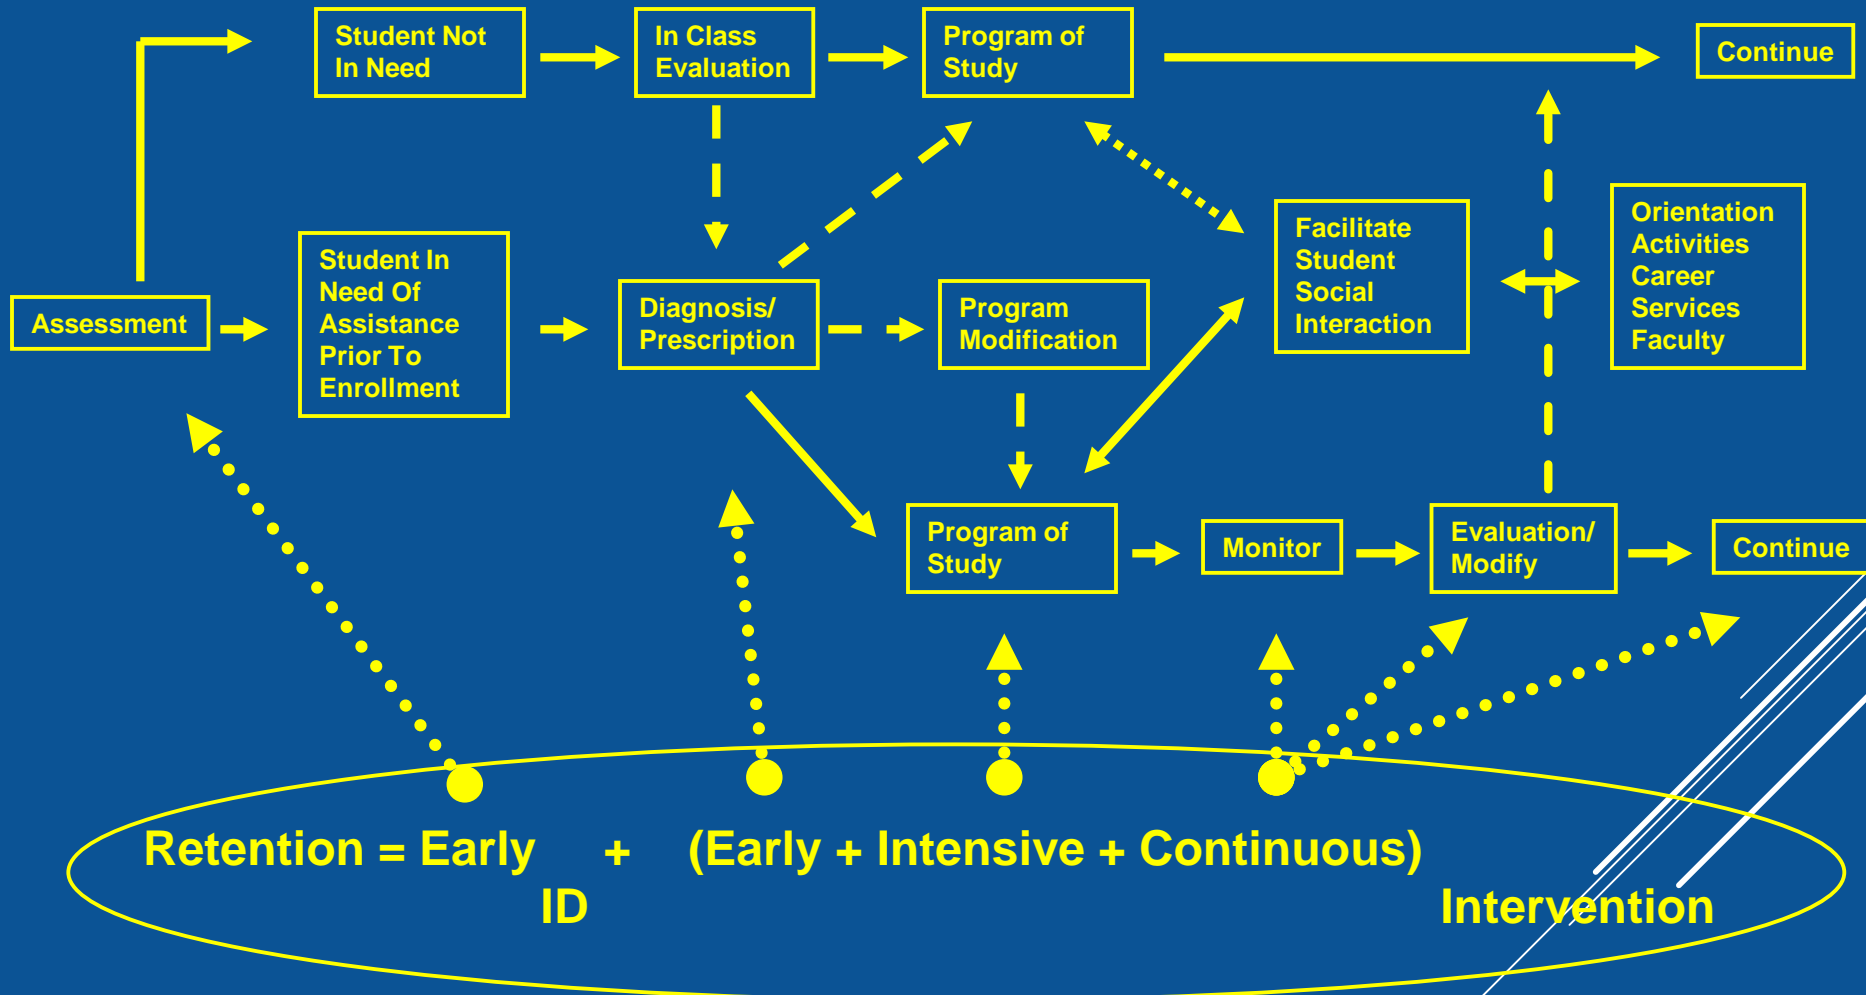 Student Not
In Need
In Class
Evaluation
Program of
Study
Continue
Assessment
Student In
Need Of
Assistance
Prior To
Enrollment
Diagnosis/
Prescription
Program
Modification
Facilitate
Student
Social
Interaction
Orientation
Activities
Career
Services
Faculty
Program of
Study
Monitor
Evaluation/
Modify
Continue
Retention = Early + (Early + Intensive + Continuous)
ID Intervention